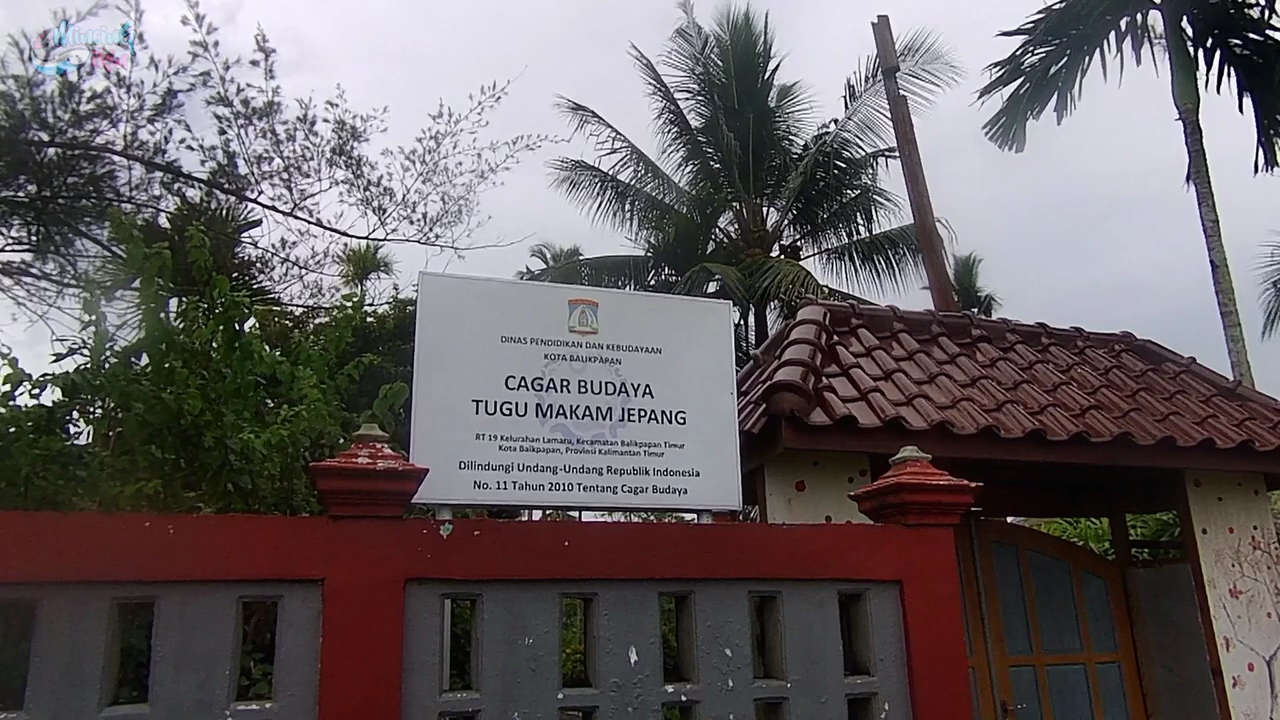 DINAS PENDIDIKAN DAN KEBUDAYAAN
KOTA BALIKPAPAN
CAGAR BUDAYA
TUGU MAKAM JEPANG
RT 19 Kelurahan Lamaru, Kecamatan Balikpapan Timur
Kota Baikpapan, Provinsi Kalimantan Timur
Dilindungi Undang-Undang Republik Indonesia
No. 11 Tahun 2010 Tentang Cagar Budaya